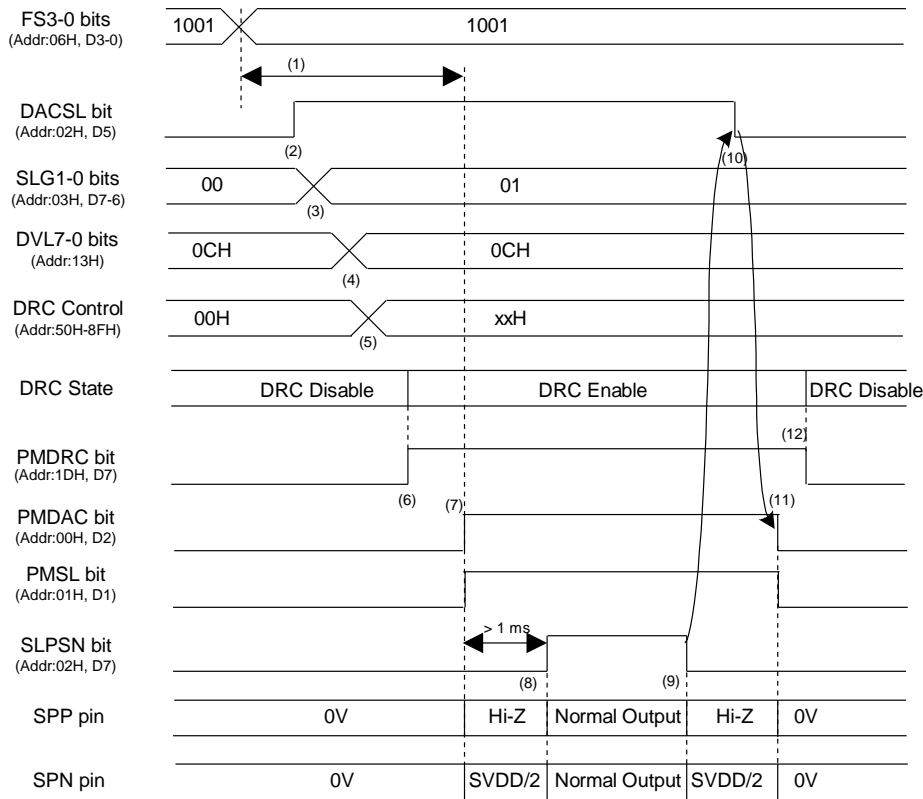 FS3-0 bits
(Addr:06H, D3-0)
1001
1001
(1)
DACSL bit
(Addr:02H, D5)
(2)
(10)
SLG1-0 bits
(Addr:03H, D7-6)
00
01
(3)
DVL7-0 bits
(Addr:13H)
0CH
0CH
(4)
DRC Control
(Addr:50H-8FH)
00H
xxH
(5)
DRC State
DRC Disable
DRC Enable
DRC Disable
PMDRC bit
(Addr:1DH, D7)
(12)
(6)
(7)
(11)
PMDAC bit
(Addr:00H, D2)
PMSL bit
(Addr:01H, D1)
> 1 ms
SLPSN bit
(Addr:02H, D7)
(8)
(9)
SPP pin
0V
Hi-Z
Normal Output
Hi-Z
0V
SPN pin
0V
SVDD/2
Normal Output
SVDD/2
0V